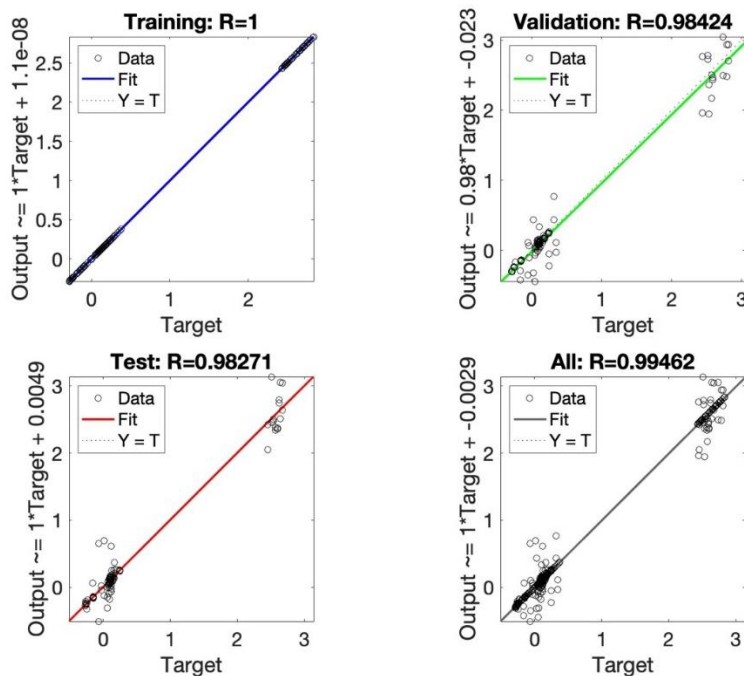 Training: R=1
Output ~= 1*Target + 1.1e-08
Data
Fit
Y = T
2.5
2
1.5
1
0.5
0
0
1
2
Target
Validation: R=0.98424
Output ~= 0.98*Target + -0.023
Data
Fit
Y = T
3
2
1
0
0
1
2
3
Target
Test: R=0.98271
Output ~= 1*Target + 0.0049
Data
Fit
Y = T
3
2
1
0
0
1
2
3
Target
All: R=0.99462
Output ~= 1*Target + -0.0029
Data
Fit
Y = T
3
2
1
0
0
1
2
3
Target